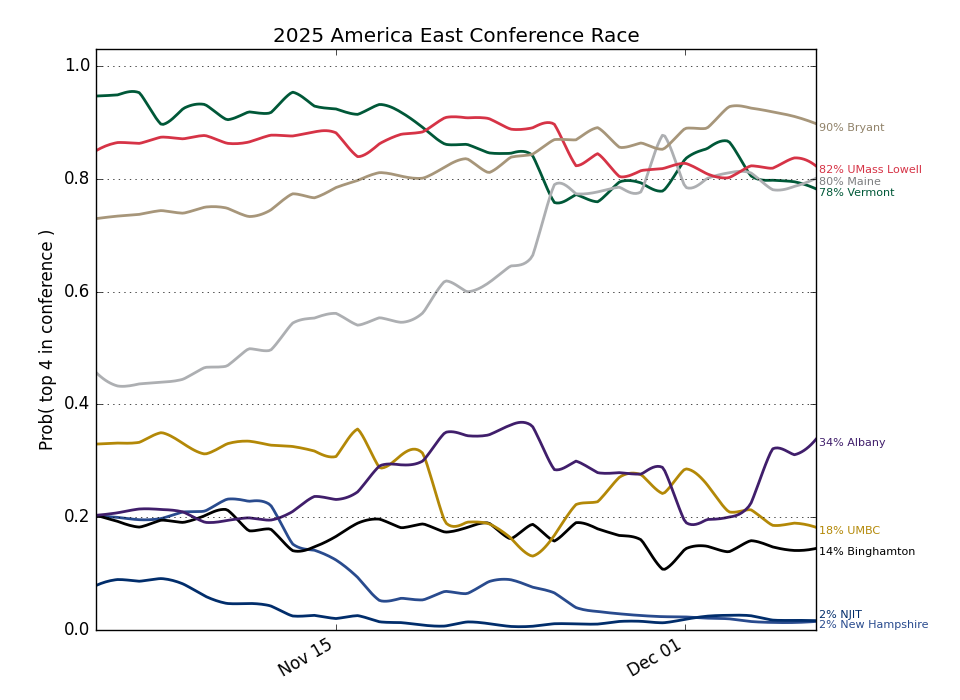 2025 America East Conference Race
Prob( top 4 in conference )
1.0
0.8
0.6
0.4
0.2
0.0
Nov 15
Dec 01
90% Bryant
82% UMass Lowell
80% Maine
78% Vermont
34% Albany
18% UMBC
14% Binghamton
2% NJIT
2% New Hampshire